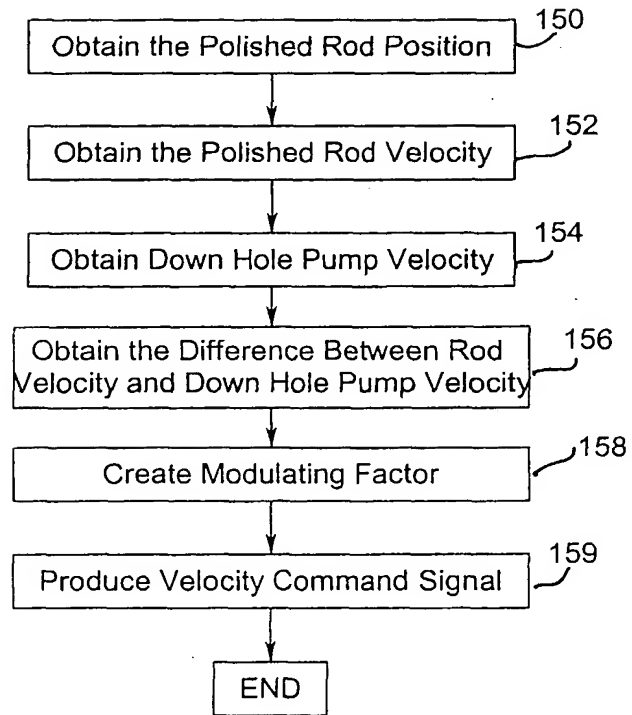 Obtain the Polished Rod Position
150
Obtain the Polished Rod Velocity
152
Obtain Down Hole Pump Velocity
154
Obtain the Difference Between Rod
Velocity and Down Hole Pump Velocity
156
Create Modulating Factor
158
Produce Velocity Command Signal
159
END